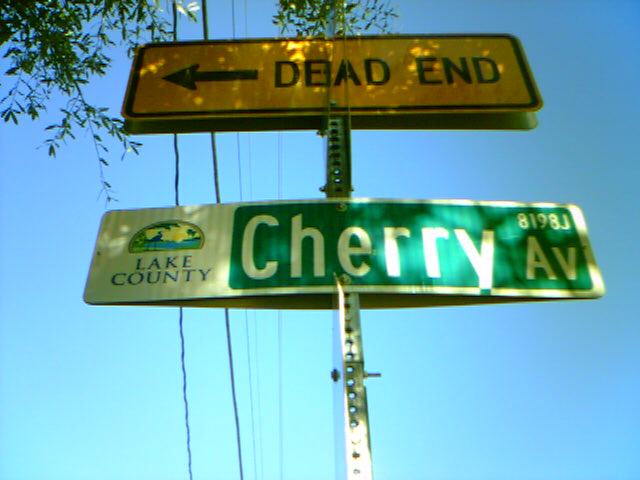 DEAD END
8198J
LAKE COUNTY
Cherry Av